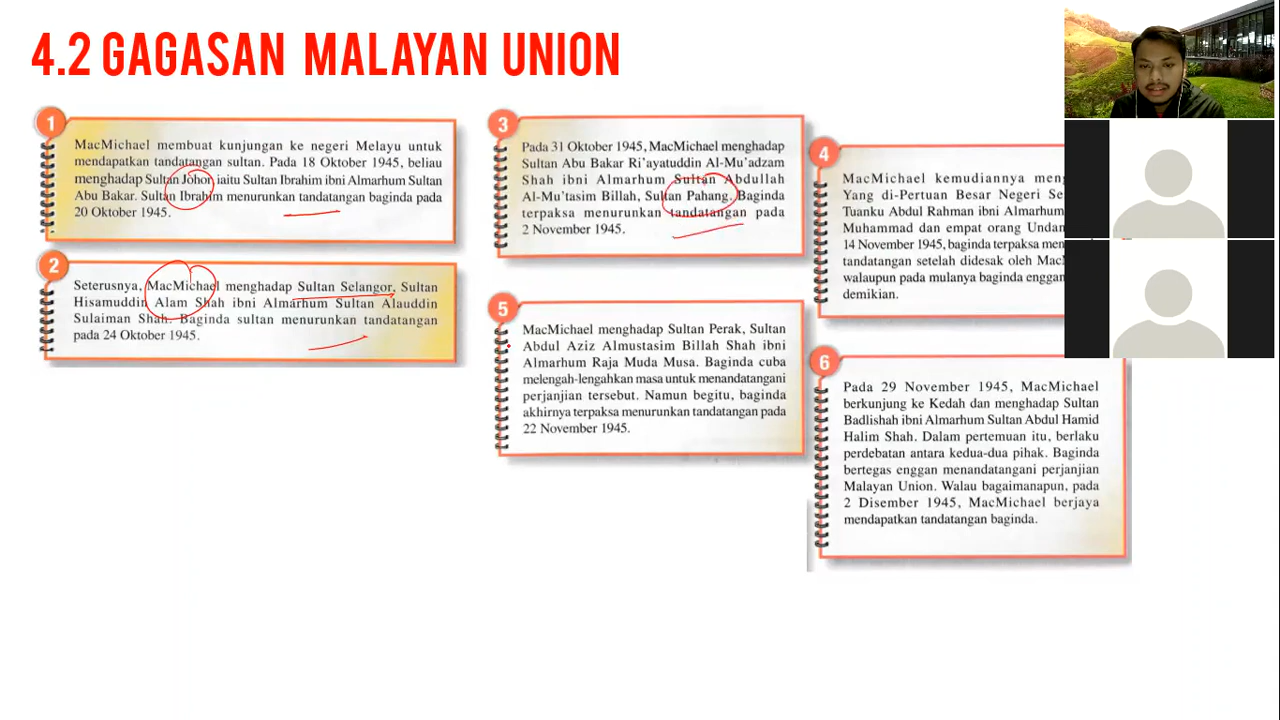 4.2 GAGASAN MALAYAN UNION
1
MacMichael membuat kunjungan ke negeri Melayu untuk
mendapatkan tandatangan sultan. Pada 18 Oktober 1945, beliau
menghadap Sultan Johor, iaitu Sultan Ibrahim ibni Almarhum Sultan
Abu Bakar. Sultan Ibrahim menurunkan tandatangan baginda pada
20 Oktober 1945.
2
Seterusnya, MacMichael menghadap Sultan Selangor, Sultan
Hisamuddin Alam Shah ibni Almarhum Sultan Alauddin
Sulaiman Shah. Baginda sultan menurunkan tandatangan
pada 24 Oktober 1945.
3
Pada 31 Oktober 1945, MacMichael menghadap
Sultan Abu Bakar Ri'ayatuddin Al-Mu'adzam
Shah ibni Almarhum Sultan Abdullah
Al-Mu'tasim Billah, Sultan Pahang. Baginda
terpaksa menurunkan tandatangan pada
2 November 1945.
4
MacMichael kemudiannya
Yang di-Pertuan Besar Negeri
Tuanku Abdul Rahman ibni Almarhum
Muhammad dan empat orang
14 November 1945, baginda terpaksa
tandatangan setelah didesak oleh
walaupun pada mulanya baginda
demikian.
5
MacMichael menghadap Sultan Perak, Sultan
Abdul Aziz Almustasim Billah Shah ibni
Almarhum Raja Muda Musa. Baginda cuba
melengah-lengahkan masa untuk menandatangani
perjanjian tersebut. Namun begitu, baginda
akhirnya terpaksa menurunkan tandatangan pada
22 November 1945.
6
Pada 29 November 1945, MacMichael
berkunjung ke Kedah dan menghadap Sultan
Badlishah ibni Almarhum Sultan Abdul Hamid
Halim Shah. Dalam pertemuan itu, berlaku
perdebatan antara kedua-dua pihak. Baginda
bertegas enggan menandatangani perjanjian
Malayan Union. Walau bagaimanapun, pada
2 Disember 1945, MacMichael berjaya
mendapatkan tandatangan baginda.